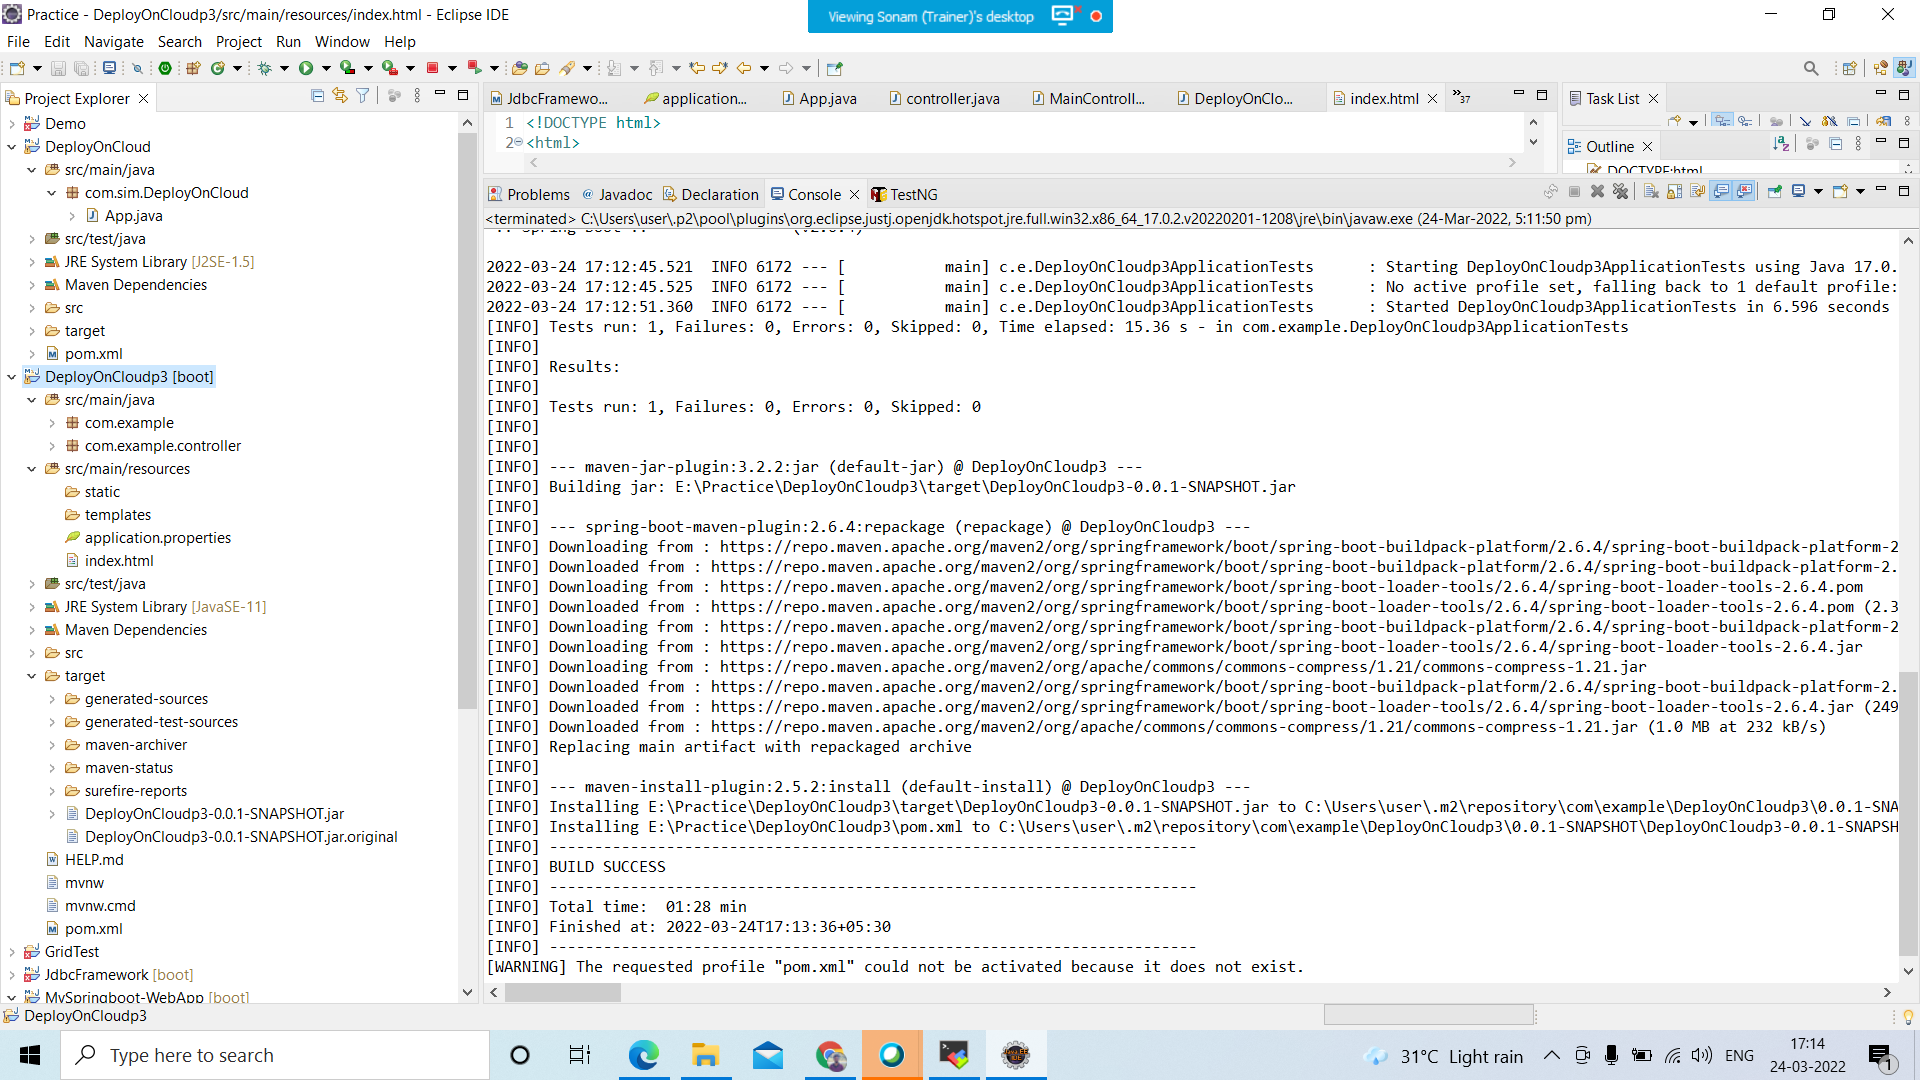 Practice - DeployOnCloudp3/src/main/resources/index.html - Eclipse IDE
Viewing Sonam (Trainer)'s desktop
File Edit Navigate Search Project Run Window Help
Project Explorer
Demo
DeployOnCloud
src/main/java
com.sim.DeployOnCloud
App.java
src/test/java
JRE System Library [J2SE-1.5]
Maven Dependencies
src
target
pom.xml
DeployOnCloudp3 [boot]
src/main/java
com.example
com.example.controller
src/main/resources
static
templates
application.properties
index.html
src/test/java
JRE System Library [JavaSE-11]
Maven Dependencies
src
target
generated-sources
generated-test-sources
maven-archiver
maven-status
surefire-reports
DeployOnCloudp3-0.0.1-SNAPSHOT.jar
DeployOnCloudp3-0.0.1-SNAPSHOT.jar.original
HELP.md
mvnw
mvnw.cmd
pom.xml
GridTest
JdbcFramework [boot]
MySpringboot-WebApp [boot]
DeployOnCloudp3
JdbcFramewo... application... App.java controller.java MainControll... DeployOnClo... index.html 37
1 <!DOCTYPE html>
2 <html>
Task List
Outline
DOCTYPE:html
Problems Javadoc Declaration Console TestNG
<terminated> C:\Users\user\.p2\pool\plugins\org.eclipse.justj.openjdk.hotspot.jre.full.win32.x86_64_17.0.2.v20220201-1208\jre\bin\javaw.exe (24-Mar-2022, 5:11:50 pm)
:: Spring Boot :: (v2.6.4)
2022-03-24 17:12:45.521 INFO 6172 --- [ main] c.e.DeployOnCloudp3ApplicationTests : Starting DeployOnCloudp3ApplicationTests using Java 17.0.
2022-03-24 17:12:45.525 INFO 6172 --- [ main] c.e.DeployOnCloudp3ApplicationTests : No active profile set, falling back to 1 default profile:
2022-03-24 17:12:51.360 INFO 6172 --- [ main] c.e.DeployOnCloudp3ApplicationTests : Started DeployOnCloudp3ApplicationTests in 6.596 seconds
[INFO] Tests run: 1, Failures: 0, Errors: 0, Skipped: 0, Time elapsed: 15.36 s - in com.example.DeployOnCloudp3ApplicationTests
[INFO]
[INFO] Results:
[INFO]
[INFO] Tests run: 1, Failures: 0, Errors: 0, Skipped: 0
[INFO]
[INFO]
[INFO] --- maven-jar-plugin:3.2.2:jar (default-jar) @ DeployOnCloudp3 ---
[INFO] Building jar: E:\Practice\DeployOnCloudp3\target\DeployOnCloudp3-0.0.1-SNAPSHOT.jar
[INFO]
[INFO] --- spring-boot-maven-plugin:2.6.4:repackage (repackage) @ DeployOnCloudp3 ---
[INFO] Downloading from : https://repo.maven.apache.org/maven2/org/springframework/boot/spring-boot-buildpack-platform/2.6.4/spring-boot-buildpack-platform-2
[INFO] Downloaded from : https://repo.maven.apache.org/maven2/org/springframework/boot/spring-boot-buildpack-platform/2.6.4/spring-boot-buildpack-platform-2.
[INFO] Downloading from : https://repo.maven.apache.org/maven2/org/springframework/boot/spring-boot-loader-tools/2.6.4/spring-boot-loader-tools-2.6.4.pom
[INFO] Downloaded from : https://repo.maven.apache.org/maven2/org/springframework/boot/spring-boot-loader-tools/2.6.4/spring-boot-loader-tools-2.6.4.pom (2.3
[INFO] Downloading from : https://repo.maven.apache.org/maven2/org/springframework/boot/spring-boot-buildpack-platform/2.6.4/spring-boot-buildpack-platform-2
[INFO] Downloading from : https://repo.maven.apache.org/maven2/org/springframework/boot/spring-boot-loader-tools/2.6.4/spring-boot-loader-tools-2.6.4.jar
[INFO] Downloading from : https://repo.maven.apache.org/maven2/org/apache/commons/commons-compress/1.21/commons-compress-1.21.jar
[INFO] Downloaded from : https://repo.maven.apache.org/maven2/org/springframework/boot/spring-boot-buildpack-platform/2.6.4/spring-boot-buildpack-platform-2.
[INFO] Downloaded from : https://repo.maven.apache.org/maven2/org/springframework/boot/spring-boot-loader-tools/2.6.4/spring-boot-loader-tools-2.6.4.jar (249
[INFO] Downloaded from : https://repo.maven.apache.org/maven2/org/apache/commons/commons-compress/1.21/commons-compress-1.21.jar (1.0 MB at 232 kB/s)
[INFO] Replacing main artifact with repackaged archive
[INFO]
[INFO] --- maven-install-plugin:2.5.2:install (default-install) @ DeployOnCloudp3 ---
[INFO] Installing E:\Practice\DeployOnCloudp3\target\DeployOnCloudp3-0.0.1-SNAPSHOT.jar to C:\Users\user\.m2\repository\com\example\DeployOnCloudp3\0.0.1-SNA
[INFO] Installing E:\Practice\DeployOnCloudp3\pom.xml to C:\Users\user\.m2\repository\com\example\DeployOnCloudp3\0.0.1-SNAPSHOT\DeployOnCloudp3-0.0.1-SNAPSH
[INFO] ------------------------------------------------------------------------
[INFO] BUILD SUCCESS
[INFO] ------------------------------------------------------------------------
[INFO] Total time: 01:28 min
[INFO] Finished at: 2022-03-24T17:13:36+05:30
[INFO] ------------------------------------------------------------------------
[WARNING] The requested profile "pom.xml" could not be activated because it does not exist.
Type here to search
31°C Light rain
ENG
17:14
24-03-2022
1